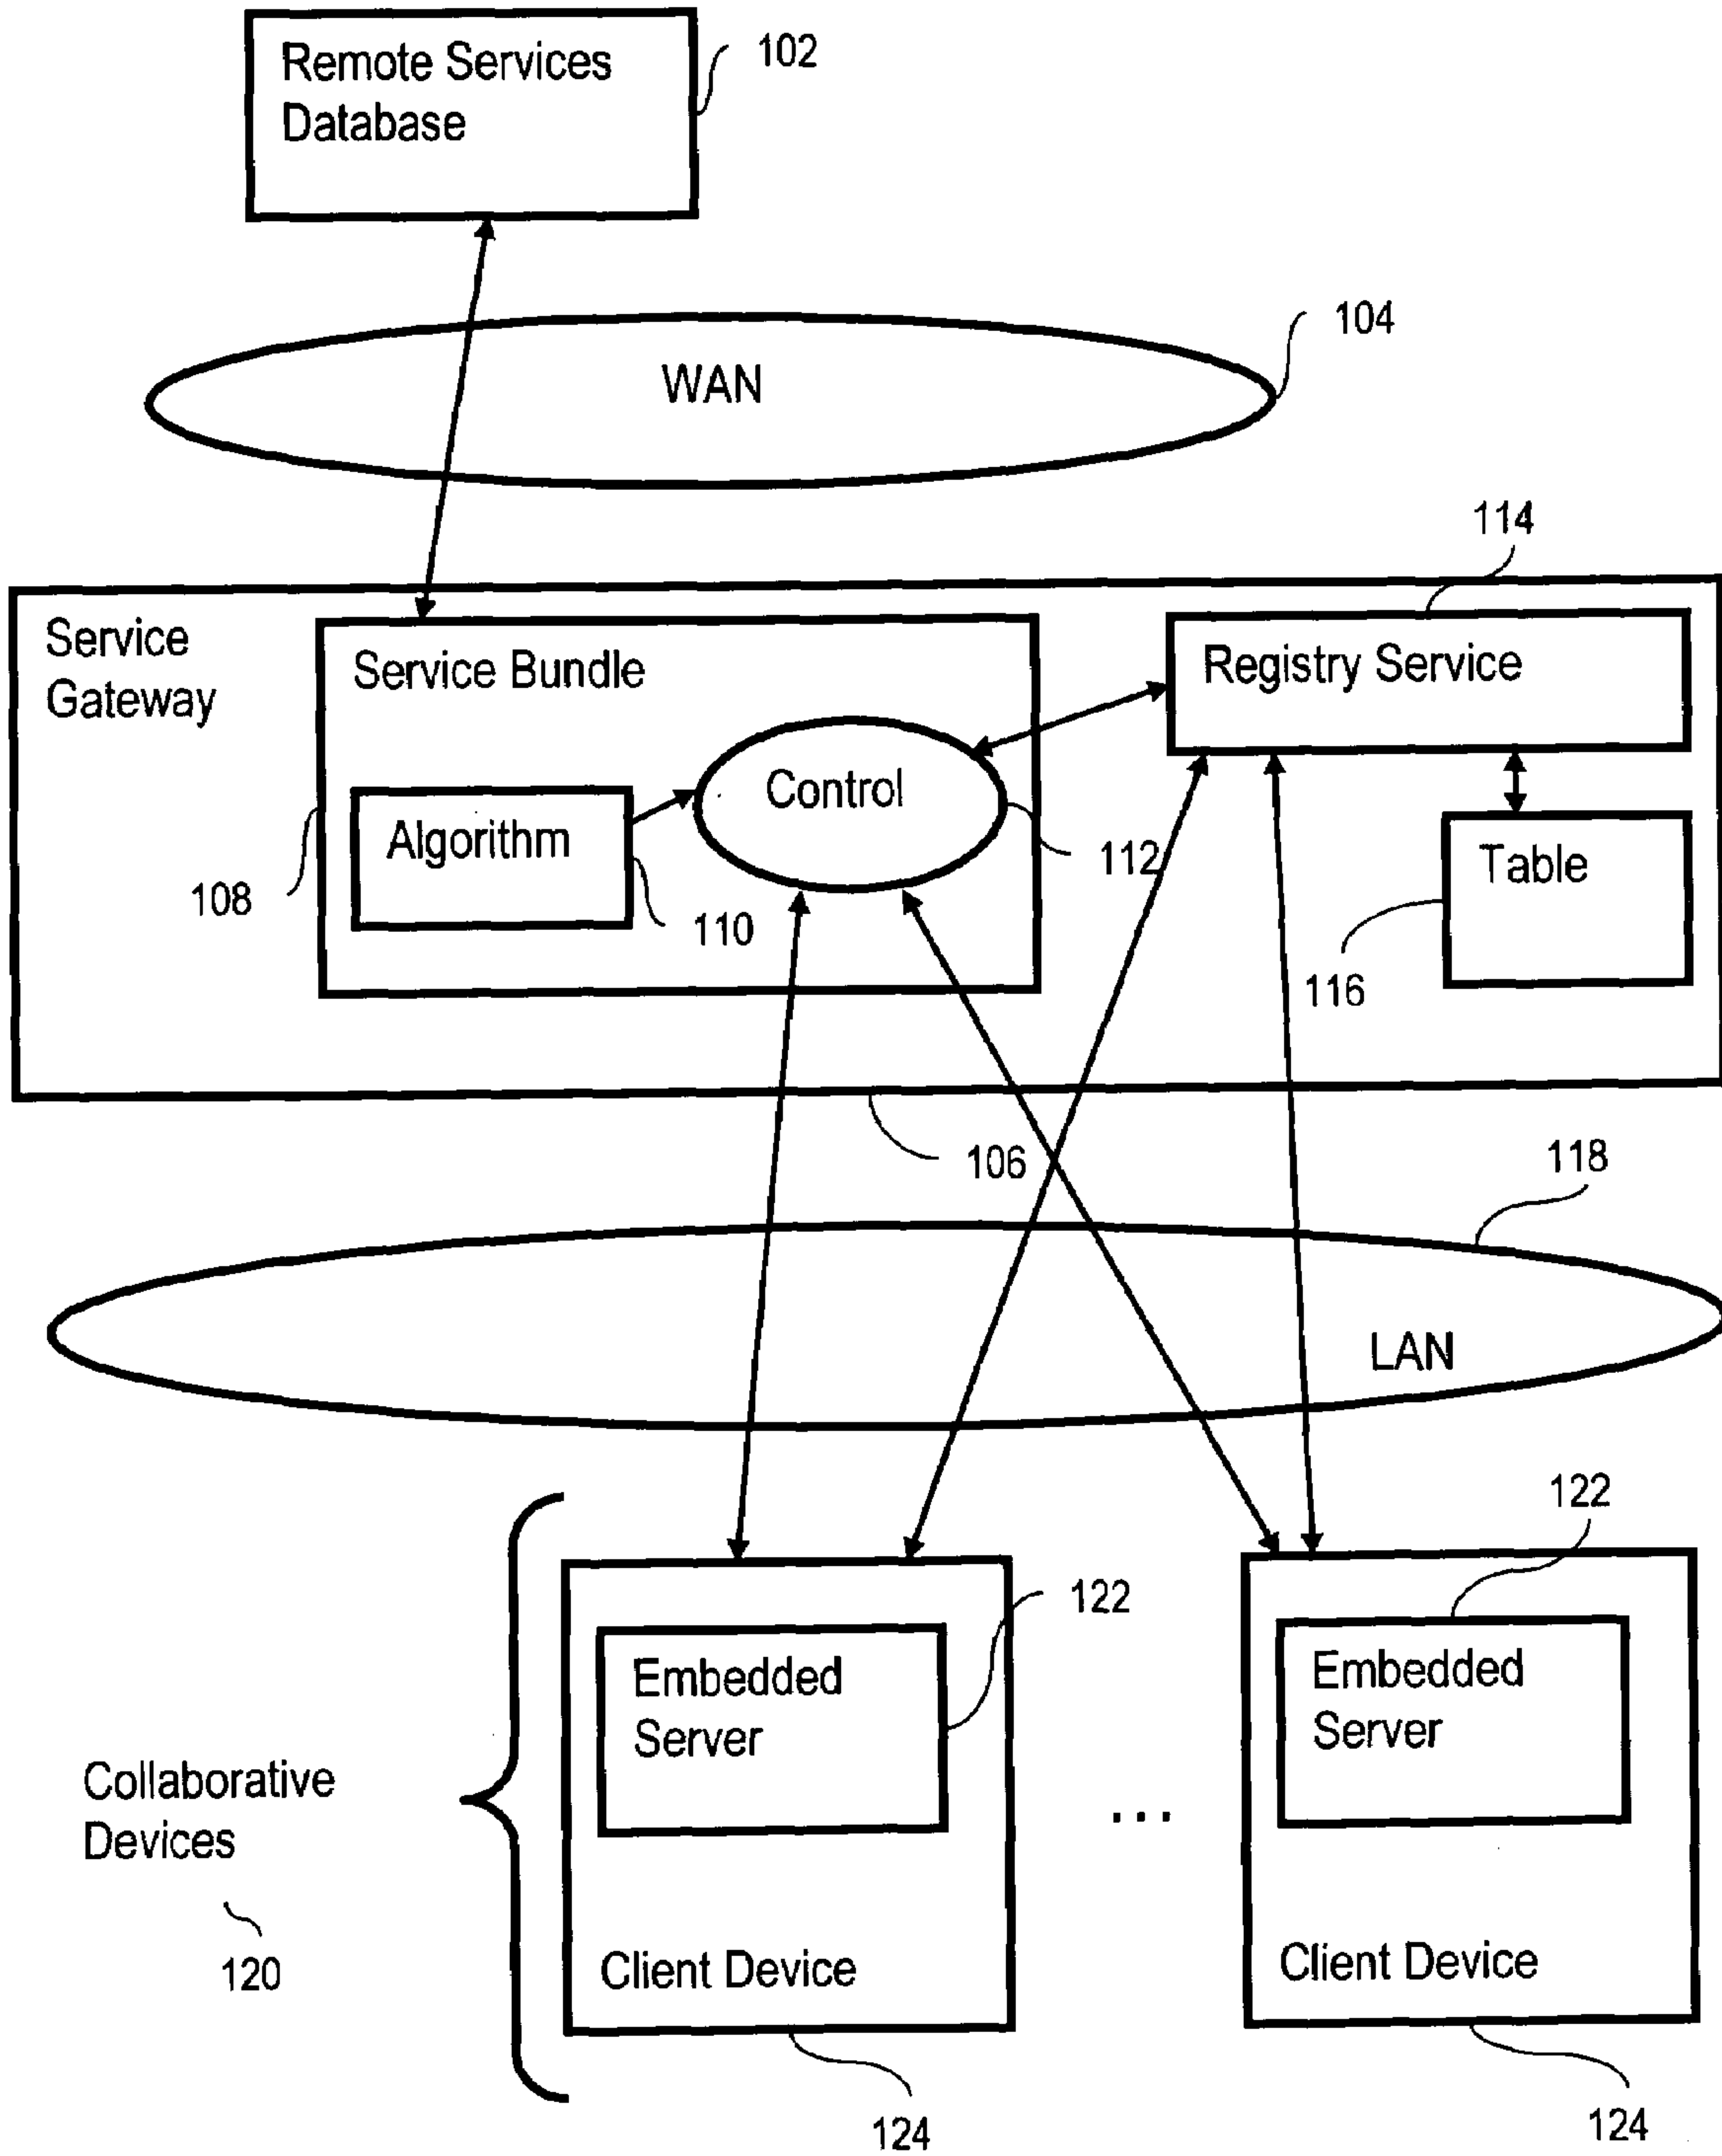 Remote Services
Database
102
104
WAN
114
Service
Gateway
Service Bundle
Registry Service
Control
Algorithm
112
Table
108
110
116
106
118
LAN
122
122
Embedded
Server
Embedded
Server
Collaborative
Devices
...
120
Client Device
Client Device
124
124